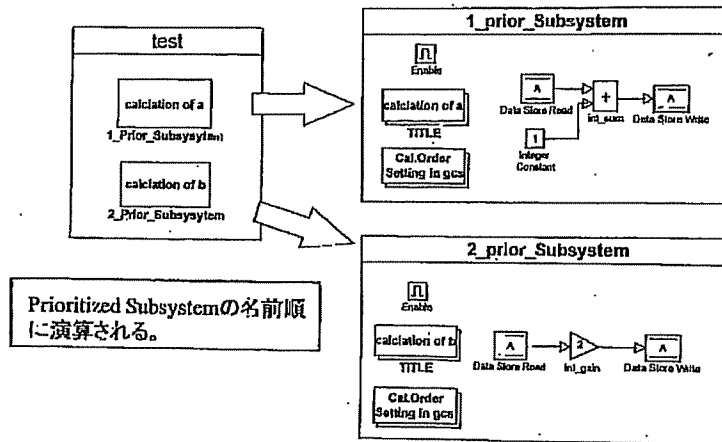 test
calclation of a
1_Prior_Subsysytem
calclation of b
2_Prior_Subsysytem
Prioritized Subsystemの名前順
に演算される。
1_prior_Subsystem
Enable
calclation of a
TITLE
Cal.Order
Setting in gcs
A
Data Store Read
1
Integer
Constant
+
int_sum
A
Data Store Write
2_prior_Subsystem
Enable
calclation of b
TITLE
Cal.Order
Setting in gcs
A
Data Store Read
2
int_gain
A
Data Store Write